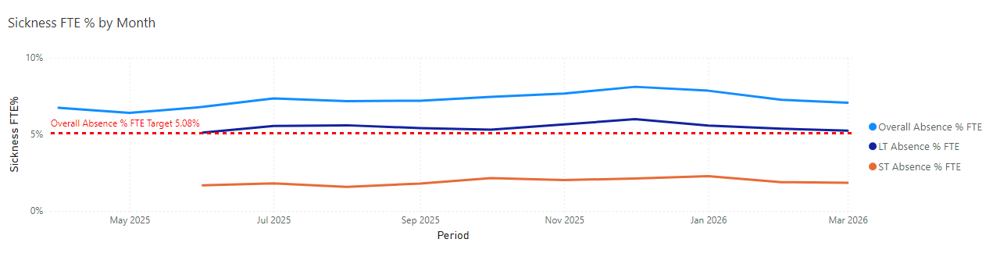 Sickness FTE % by Month
10%
5%
0%
Sickness FTE%
Overall Absence % FTE Target 5.08%
May 2025
Jul 2025
Sep 2025
Nov 2025
Jan 2026
Mar 2026
Period
Overall Absence % FTE
LT Absence % FTE
ST Absence % FTE